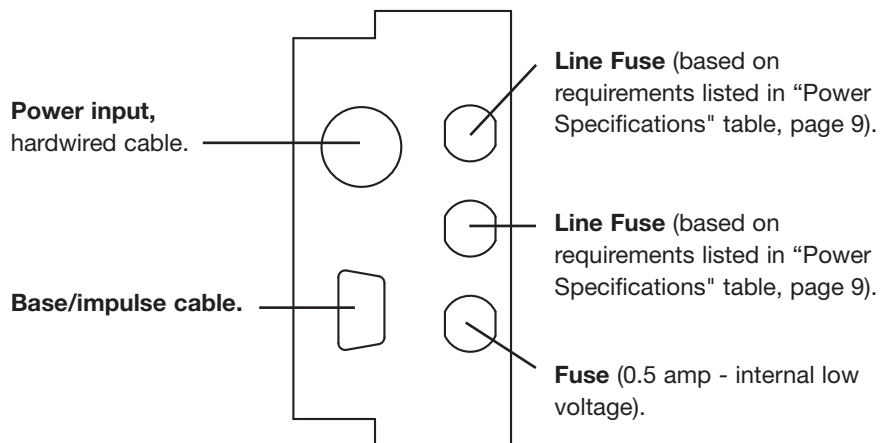 Power input,
hardwired cable.
Base/impulse cable.
Line Fuse (based on
requirements listed in “Power
Specifications" table, page 9).
Line Fuse (based on
requirements listed in “Power
Specifications" table, page 9).
Fuse (0.5 amp - internal low
voltage).